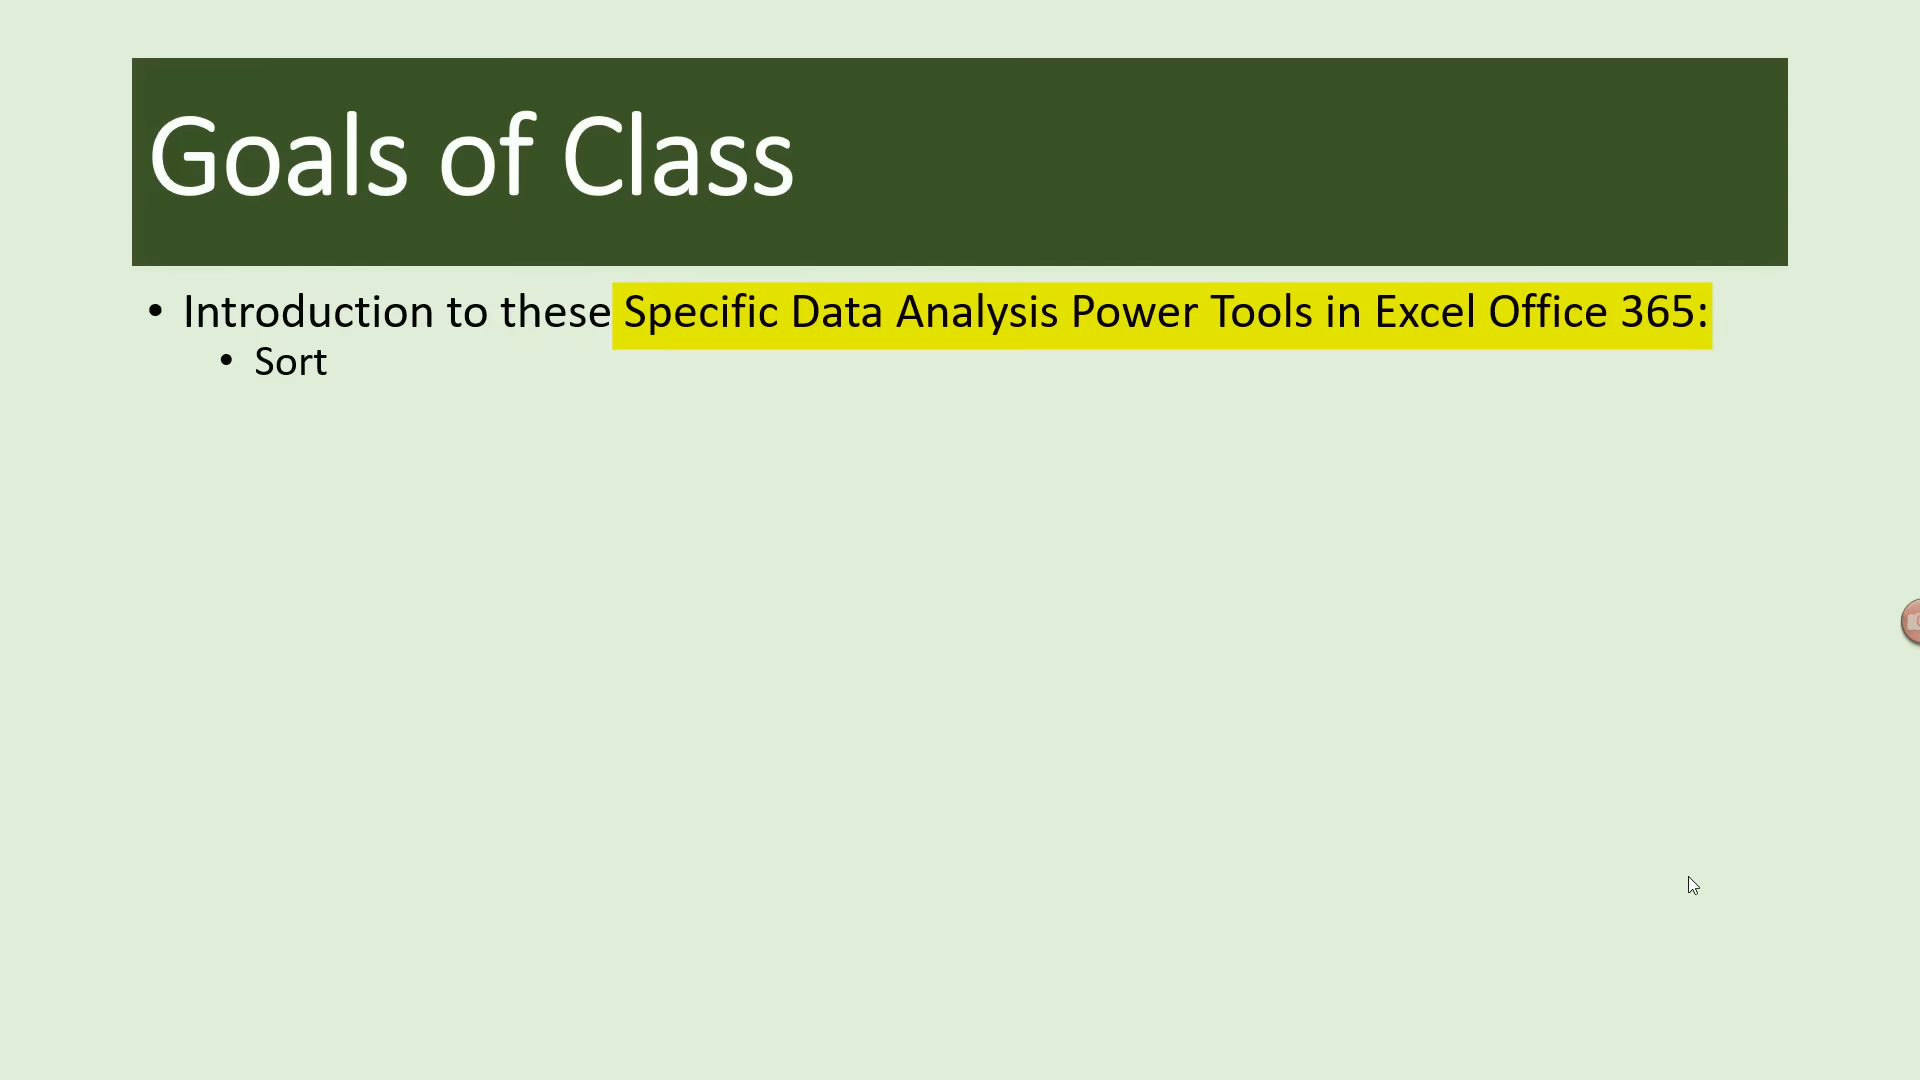 Goals of Class
• Introduction to these Specific Data Analysis Power Tools in Excel Office 365:
• Sort